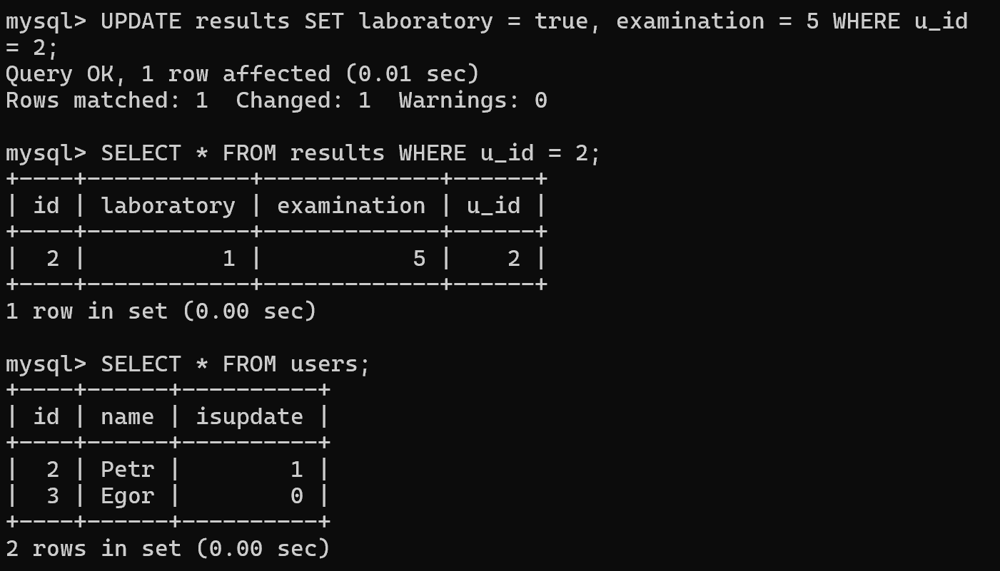 mysql> UPDATE results SET laboratory = true, examination = 5 WHERE u_id
= 2;
Query OK, 1 row affected (0.01 sec)
Rows matched: 1  Changed: 1  Warnings: 0

mysql> SELECT * FROM results WHERE u_id = 2;
+----+------------+-------------+------+
| id | laboratory | examination | u_id |
+----+------------+-------------+------+
|  2 |          1 |           5 |    2 |
+----+------------+-------------+------+
1 row in set (0.00 sec)

mysql> SELECT * FROM users;
+----+------+----------+
| id | name | isupdate |
+----+------+----------+
|  2 | Petr |        1 |
|  3 | Egor |        0 |
+----+------+----------+
2 rows in set (0.00 sec)